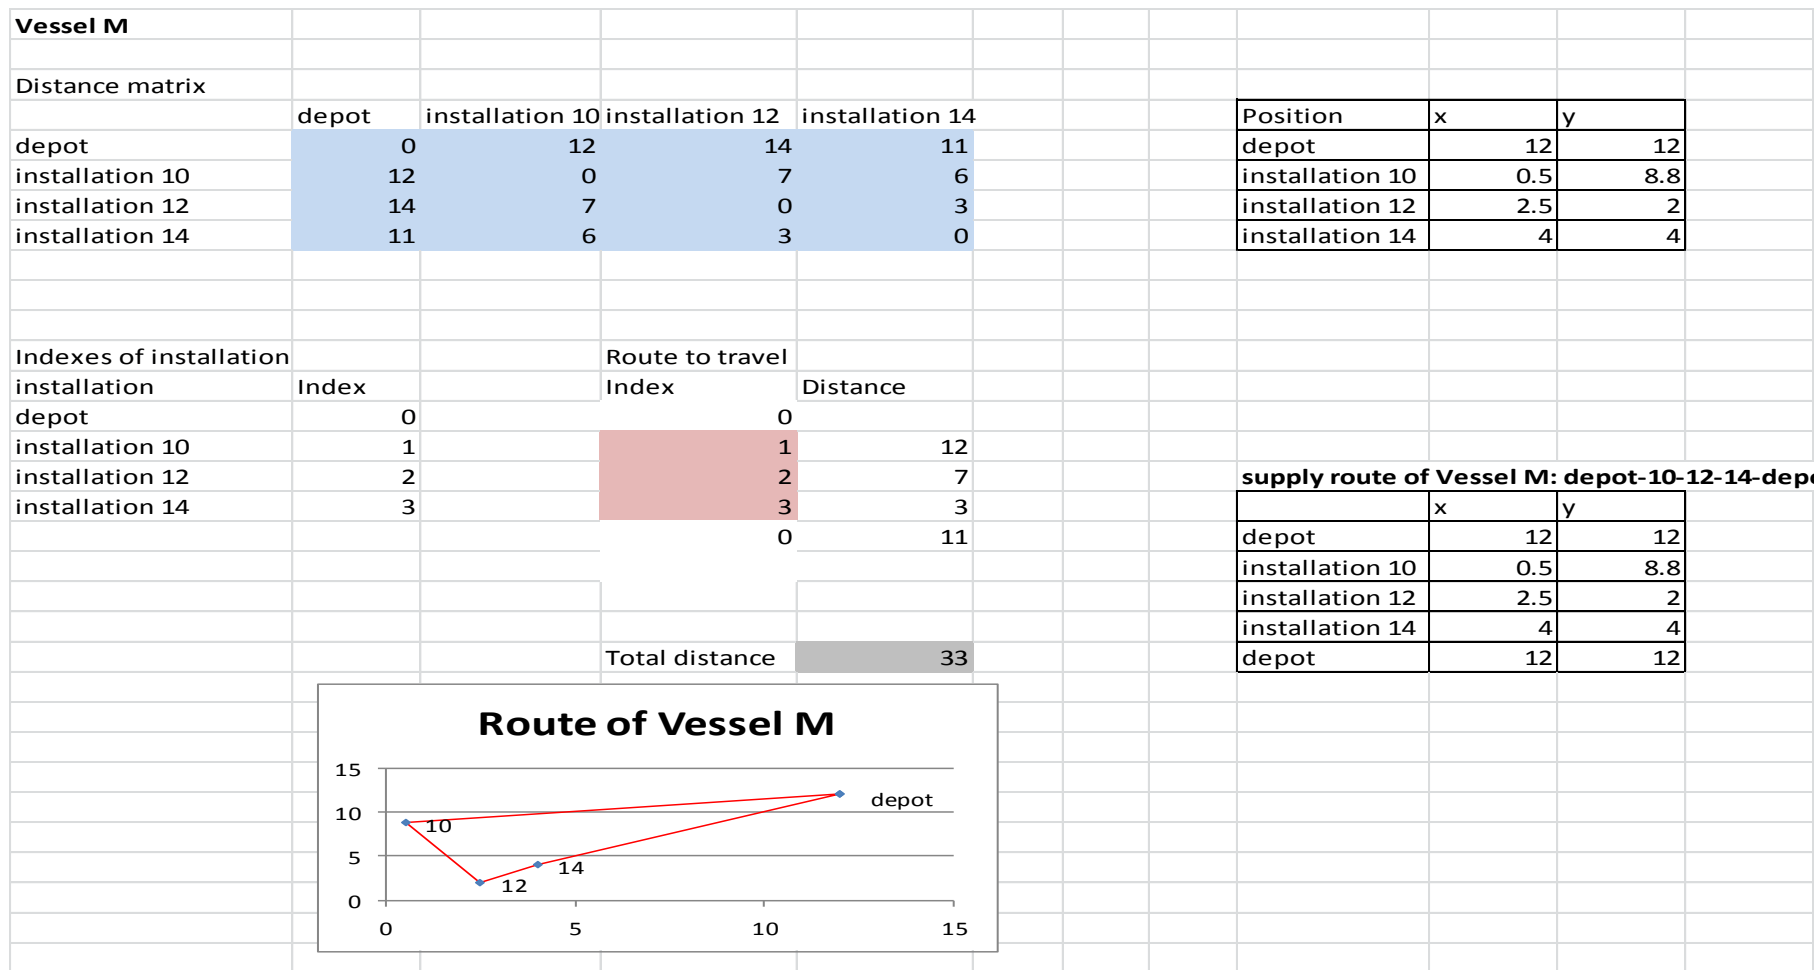 Vessel M
Distance matrix
depot installation 10 installation 12 installation 14 Position x y
depot 0 12 14 11 depot 12 12
installation 10 12 0 7 6 installation 10 0.5 8.8
installation 12 14 7 0 3 installation 12 2.5 2
installation 14 11 6 3 0 installation 14 4 4
Indexes of installation Route to travel
installation Index Index Distance
depot 0 0
installation 10 1 1 12
installation 12 2 2 7 supply route of Vessel M: depot-10-12-14-dep
installation 14 3 3 3 x y
0 11 depot 12 12
installation 10 0.5 8.8
installation 12 2.5 2
installation 14 4 4
Total distance 33 depot 12 12
Route of Vessel M
15
depot
10
10
5
14
12
0
0 5 10 15